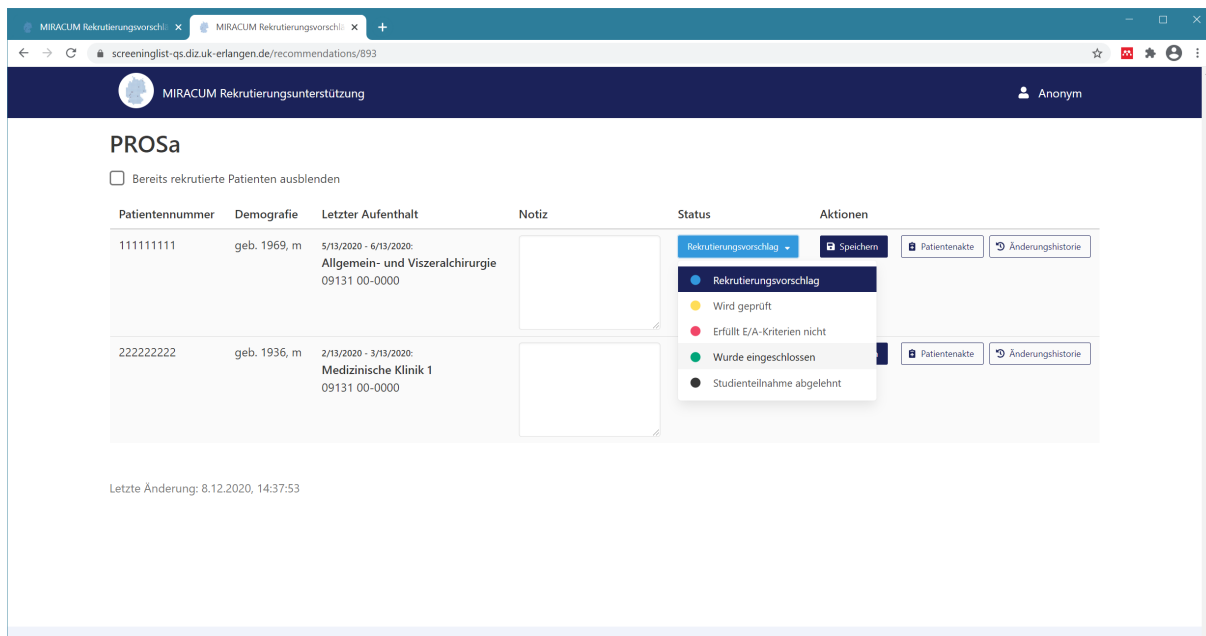 MIRACUM Rekrutierungsvorschlä
MIRACUM Rekrutierungsvorschlä
screeninglist-qs.diz.uk-erlangen.de/recommendations/893
MIRACUM Rekrutierungsunterstützung
Anonym
PROSa
Bereits rekrutierte Patienten ausblenden
Patientennummer Demografie Letzter Aufenthalt Notiz Status Aktionen
111111111 geb. 1969, m 5/13/2020 - 6/13/2020: Rekrutierungsvorschlag Speichern Patientenakte Änderungshistorie
Allgemein- und Viszeralchirurgie
09131 00-0000
Rekrutierungsvorschlag
Wird geprüft
Erfüllt E/A-Kriterien nicht
Wurde eingeschlossen
Studienteilnahme abgelehnt
222222222 geb. 1936, m 2/13/2020 - 3/13/2020: Patientenakte Änderungshistorie
Medizinische Klinik 1
09131 00-0000
Letzte Änderung: 8.12.2020, 14:37:53